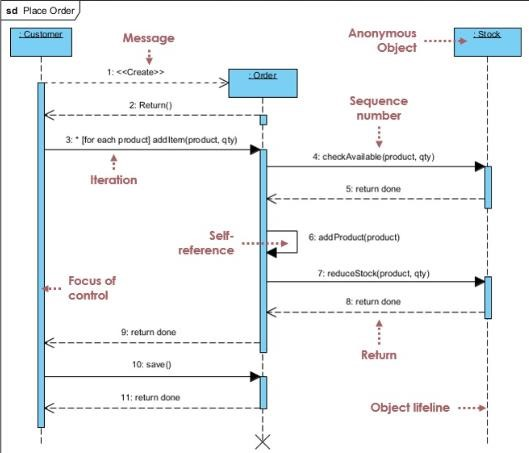 sd Place Order
: Customer
Message
Anonymous
Object
: Stock
1: <<Create>>
: Order
2: Return()
Sequence
number
3: * [for each product] addItem(product, qty)
4: checkAvailable(product, qty)
Iteration
5: return done
Self-
reference
6: addProduct(product)
Focus of
control
7: reduceStock(product, qty)
8: return done
9: return done
Return
10: save()
11: return done
Object lifeline